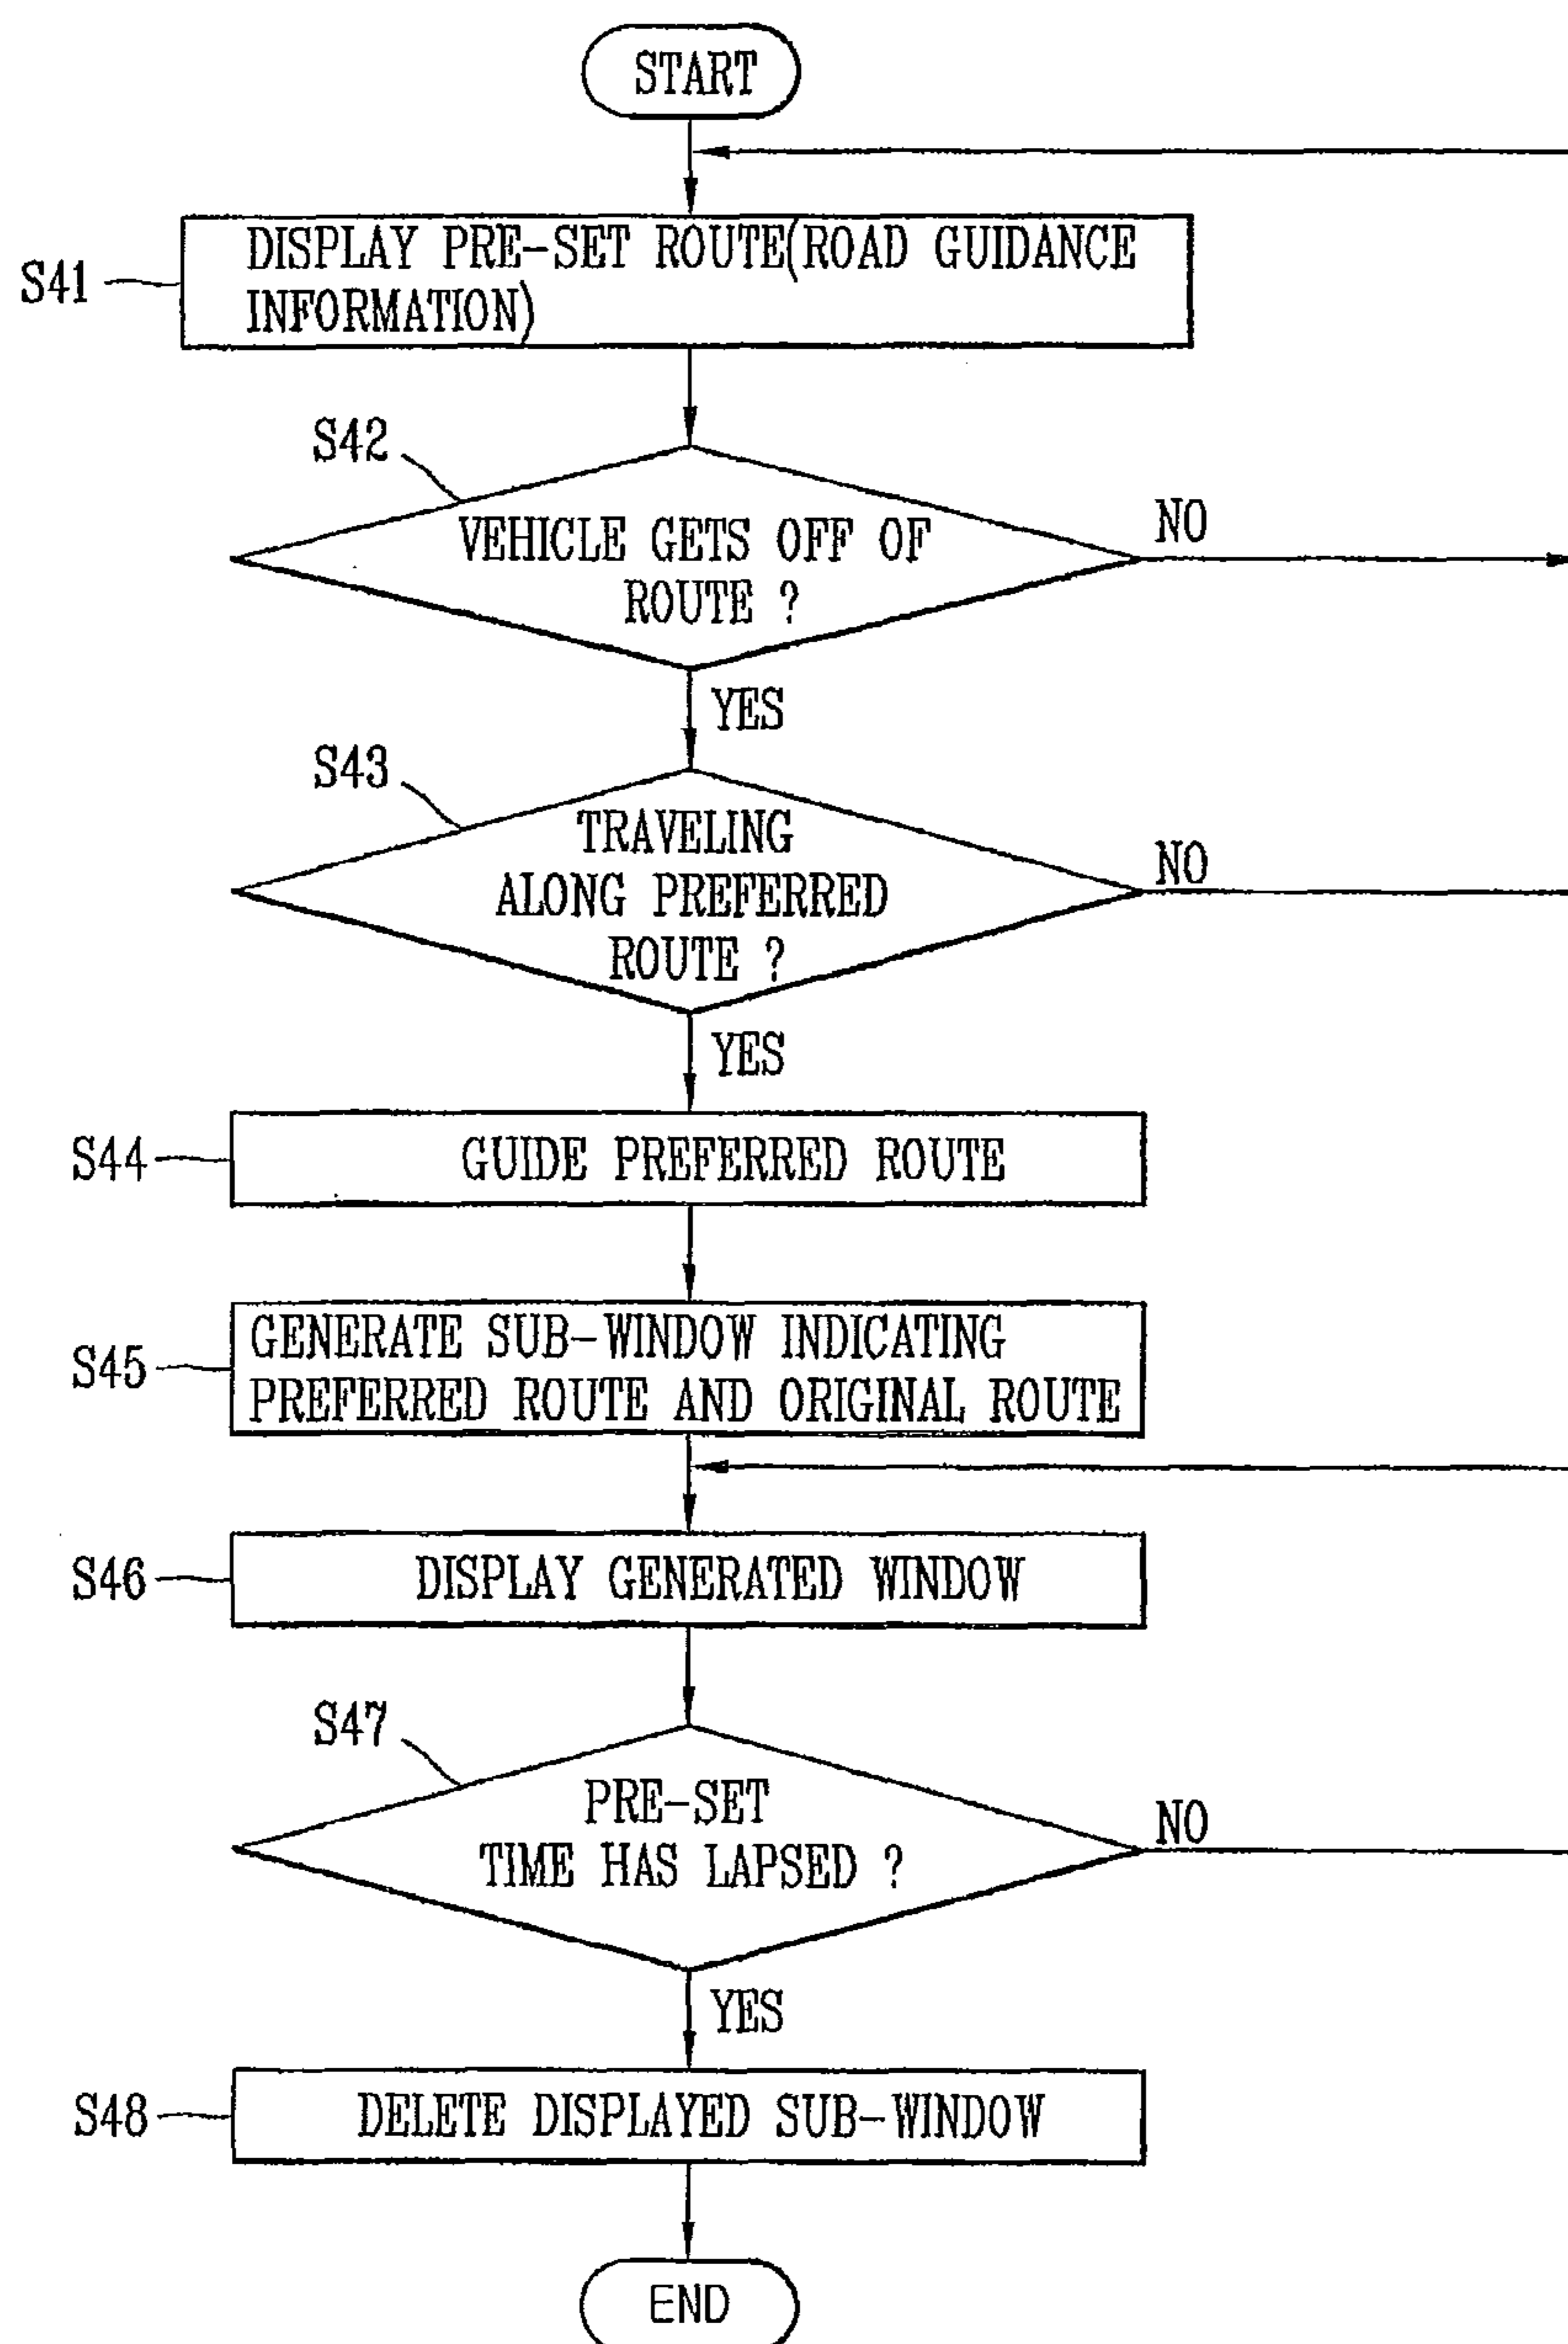 START
S41
DISPLAY PRE-SET ROUTE(ROAD GUIDANCE
INFORMATION)
S42
VEHICLE GETS OFF OF
ROUTE ?
NO
YES
S43
TRAVELING
ALONG PREFERRED
ROUTE ?
NO
YES
S44
GUIDE PREFERRED ROUTE
S45
GENERATE SUB-WINDOW INDICATING
PREFERRED ROUTE AND ORIGINAL ROUTE
S46
DISPLAY GENERATED WINDOW
S47
PRE-SET
TIME HAS LAPSED ?
NO
YES
S48
DELETE DISPLAYED SUB-WINDOW
END